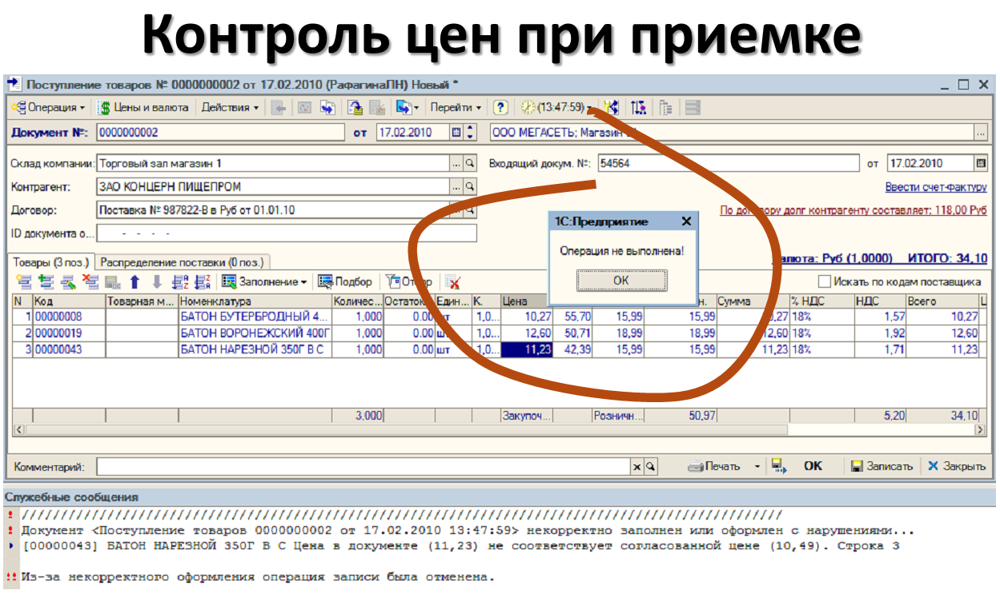 Контроль цен при приемке
Поступление товаров № 0000000002 от 17.02.2010 (РафагинаПН) Новый *
Операция Цены и валюта Действия Перейти ? (13:47:59)
Документ №: 0000000002 от 17.02.2010 ООО МЕГАСЕТЬ; Магазин ...
Склад компании: Торговый зал магазин 1 ... Входящий докум. №: 54564 от 17.02.2010
Контрагент: ЗАО КОНЦЕРН ПИЩЕПРОМ ... Ввести счет-фактуру
Договор: Поставка № 987822-В в Руб от 01.01.10 По договору долг контрагенту составляет: 118,00 Руб
ID документа о... - - - -
1С:Предприятие X
Операция не выполнена!
OK
Руб (1,0000) ИТОГО: 34,10
Товары (3 поз.) Распределение поставки (0 поз.)
Заполнение Подбор Искать по кодам поставщика
N Код Товарная м... Номенклатура Количес... Остаток Един... К. Цена н. Сумма % НДС НДС Всего Ц
1 00000008 БАТОН БУТЕРБРОДНЫЙ 4... 1,000 0.00 шт 1,0... 10,27 55,70 15,99 15,99 0,27 18% 1,57 10,27
2 00000019 БАТОН ВОРОНЕЖСКИЙ 400Г 1,000 0.00 шт 1,0... 12,60 50,71 18,99 18,99 12,60 18% 1,92 12,60
3 00000043 БАТОН НАРЕЗНОЙ 350Г В С 1,000 0.00 шт 1,0... 11,23 42,39 15,99 15,99 11,23 18% 1,71 11,23
3,000 Закупоч... Розничн... 50,97 5,20 34,10
Комментарий: x Печать OK Записать Закрыть
Служебные сообщения
! ////////////////////////////////////////////////////////////////////////////////////////////////////
! Документ <Поступление товаров 0000000002 от 17.02.2010 13:47:59> некорректно заполнен или оформлен с нарушениями...
[00000043] БАТОН НАРЕЗНОЙ 350Г В С Цена в документе (11,23) не соответствует согласованной цене (10,49). Строка 3
!! Из-за некорректного оформления операция записи была отменена.